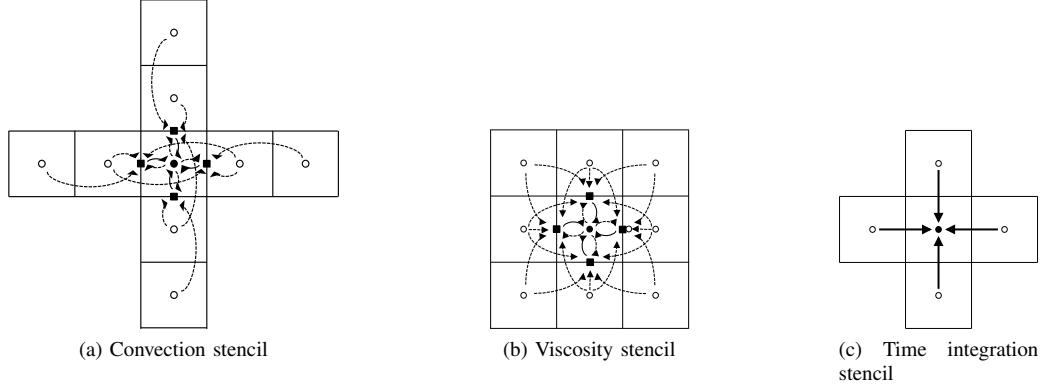 (a) Convection stencil
(b) Viscosity stencil
(c) Time integration
stencil